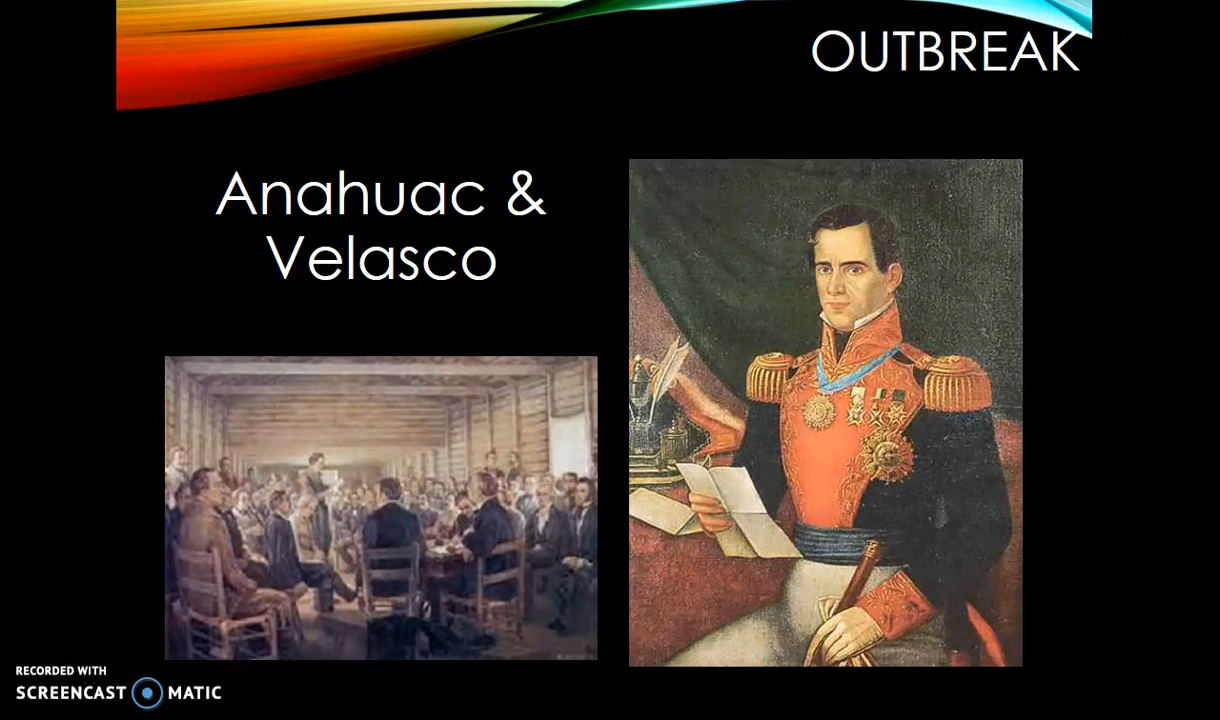 OUTBREAK
Anahuac &
Velasco
RECORDED WITH
SCREENCAST MATIC